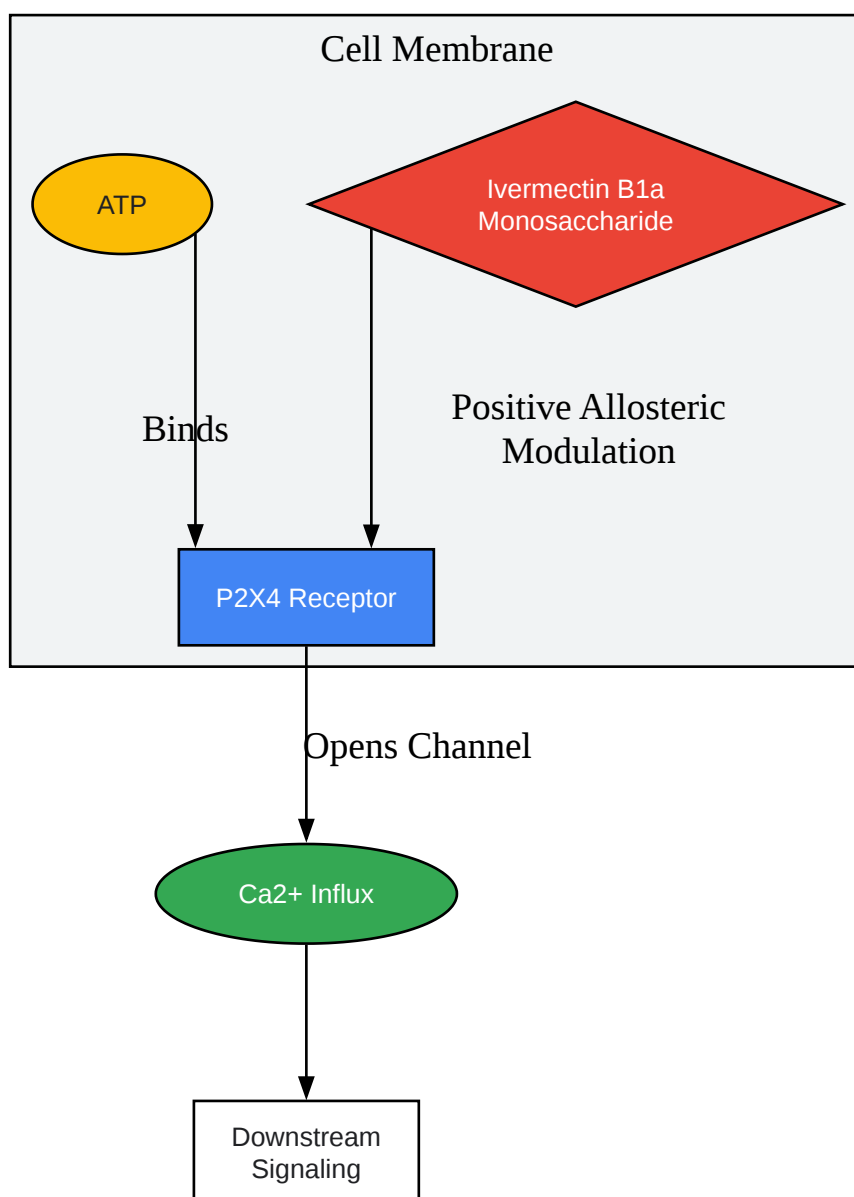 Cell Membrane
ATP
Ivermectin B1a
Monosaccharide
Binds
Positive Allosteric
Modulation
P2X4 Receptor
Opens Channel
Ca2+ Influx
Downstream
Signaling